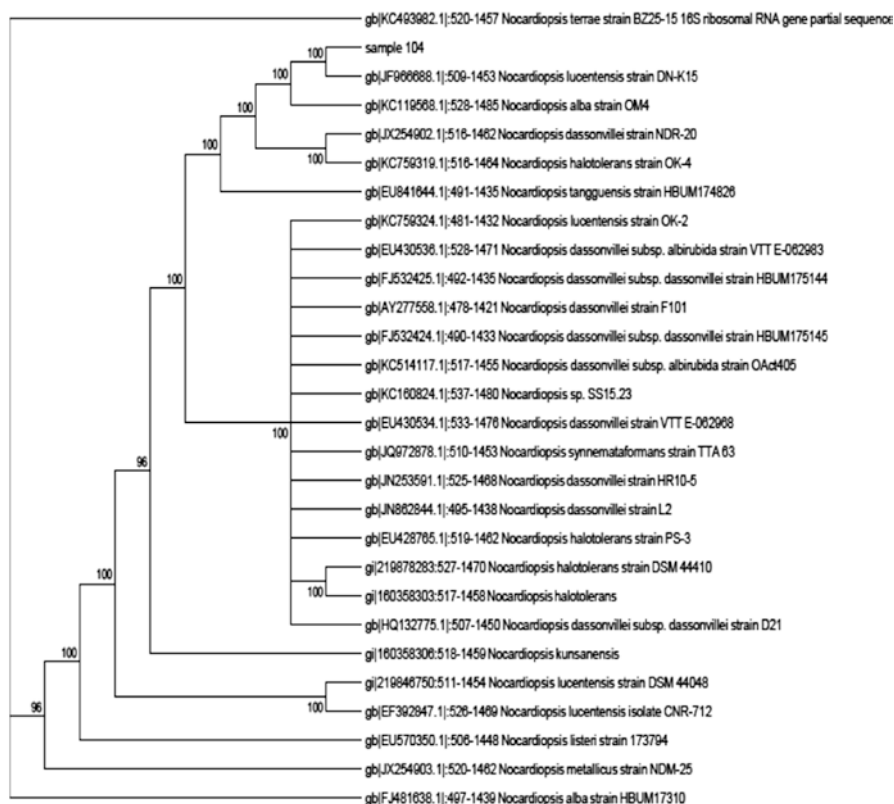 gb|KC493982.1|:520-1457 Nocardiopsis terrae strain BZ25-15 16S ribosomal RNA gene partial sequence
100
sample 104
100
gb|JF966688.1|:509-1453 Nocardiopsis lucentensis strain DN-K15
100
gb|KC119568.1|:528-1485 Nocardiopsis alba strain OM4
100
gb|JX254902.1|:516-1462 Nocardiopsis dassonvillei strain NDR-20
100
100
gb|KC759319.1|:516-1464 Nocardiopsis halotolerans strain OK-4
gb|EU841644.1|:491-1435 Nocardiopsis tangguensis strain HBUM174826
gb|KC759324.1|:481-1432 Nocardiopsis lucentensis strain OK-2
gb|EU430536.1|:528-1471 Nocardiopsis dassonvillei subsp. albirubida strain VTT E-062983
100
gb|FJ532425.1|:492-1435 Nocardiopsis dassonvillei subsp. dassonvillei strain HBUM175144
gb|AY277558.1|:478-1421 Nocardiopsis dassonvillei strain F101
gb|FJ532424.1|:490-1433 Nocardiopsis dassonvillei subsp. dassonvillei strain HBUM175145
gb|KC514117.1|:517-1455 Nocardiopsis dassonvillei subsp. albirubida strain OAct405
gb|KC160824.1|:537-1480 Nocardiopsis sp. SS15.23
gb|EU430534.1|:533-1476 Nocardiopsis dassonvillei strain VTT E-062968
100
gb|JQ972878.1|:510-1453 Nocardiopsis synnemataformans strain TTA 63
96
gb|JN253591.1|:525-1468 Nocardiopsis dassonvillei strain HR10-5
gb|JN862844.1|:495-1438 Nocardiopsis dassonvillei strain L2
gb|EU428765.1|:519-1462 Nocardiopsis halotolerans strain PS-3
gi|219878283:527-1470 Nocardiopsis halotolerans strain DSM 44410
100
100
gi|160358303:517-1458 Nocardiopsis halotolerans
gb|HQ132775.1|:507-1450 Nocardiopsis dassonvillei subsp. dassonvillei strain D21
100
gi|160358306:518-1459 Nocardiopsis kunsanensis
gi|219846750:511-1454 Nocardiopsis lucentensis strain DSM 44048
96
100
gb|EF392847.1|:526-1469 Nocardiopsis lucentensis isolate CNR-712
gb|EU570350.1|:506-1448 Nocardiopsis listeri strain 173794
gb|JX254903.1|:520-1462 Nocardiopsis metallicus strain NDM-25
gb|FJ481638.1|:497-1439 Nocardiopsis alba strain HBUM17310